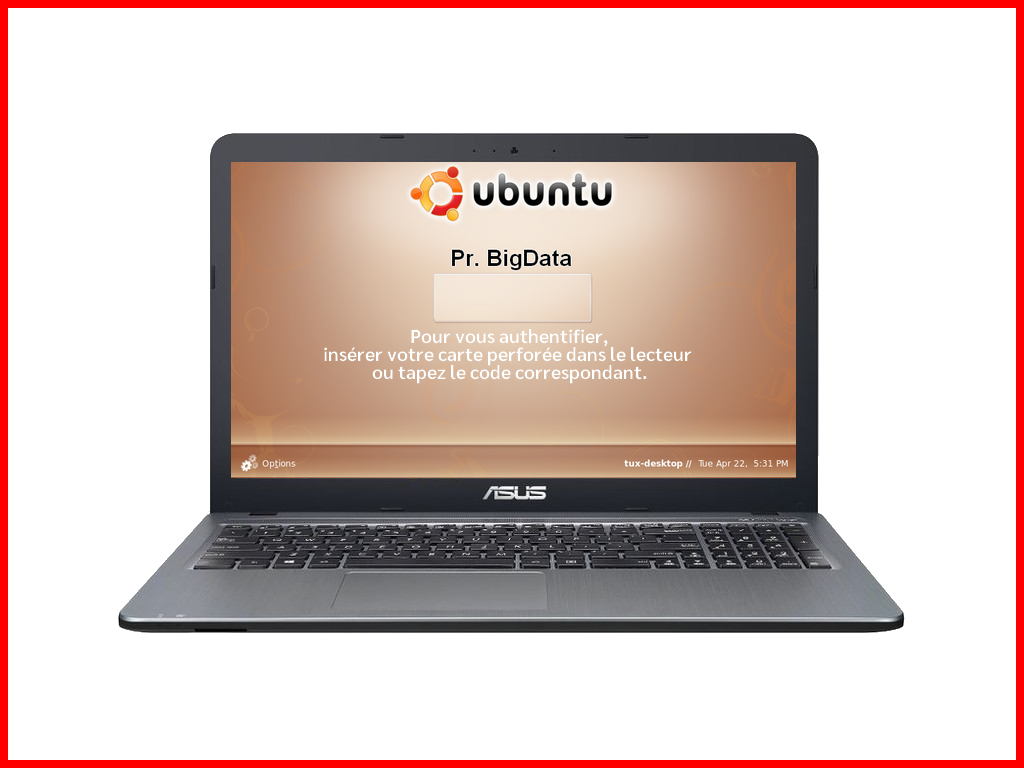 ubuntu
Pr. BigData
Pour vous authentifier,
insérer votre carte perforée dans le lecteur
ou tapez le code correspondant.
Options
tux-desktop // Tue Apr 22, 5:31 PM
ASUS